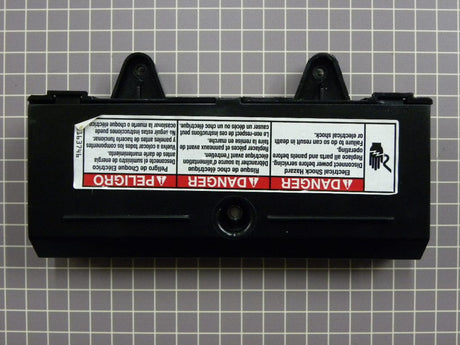 DANGER
Electrical Shock Hazard
Disconnect power before servicing.
Replace all parts and panels before
operating.
Failure to do so can result in death
or electrical shock.
DANGER
Risque de choc électrique
électrique avant l'entretien.
Replacer pièces et panneaux avant de
faire la remise en marche.
Le non-respect de ces instructions peut
causer un décès ou un choc électrique.
PELIGRO
Peligro de Choque Eléctrico
Desconecte el suministro de energía
antes de darle mantenimiento.
Vuelva a colocar todos los componentes
y paneles antes de hacerlo funcionar.
No seguir estas instrucciones puede
ocasionar la muerte o choque eléctrico.